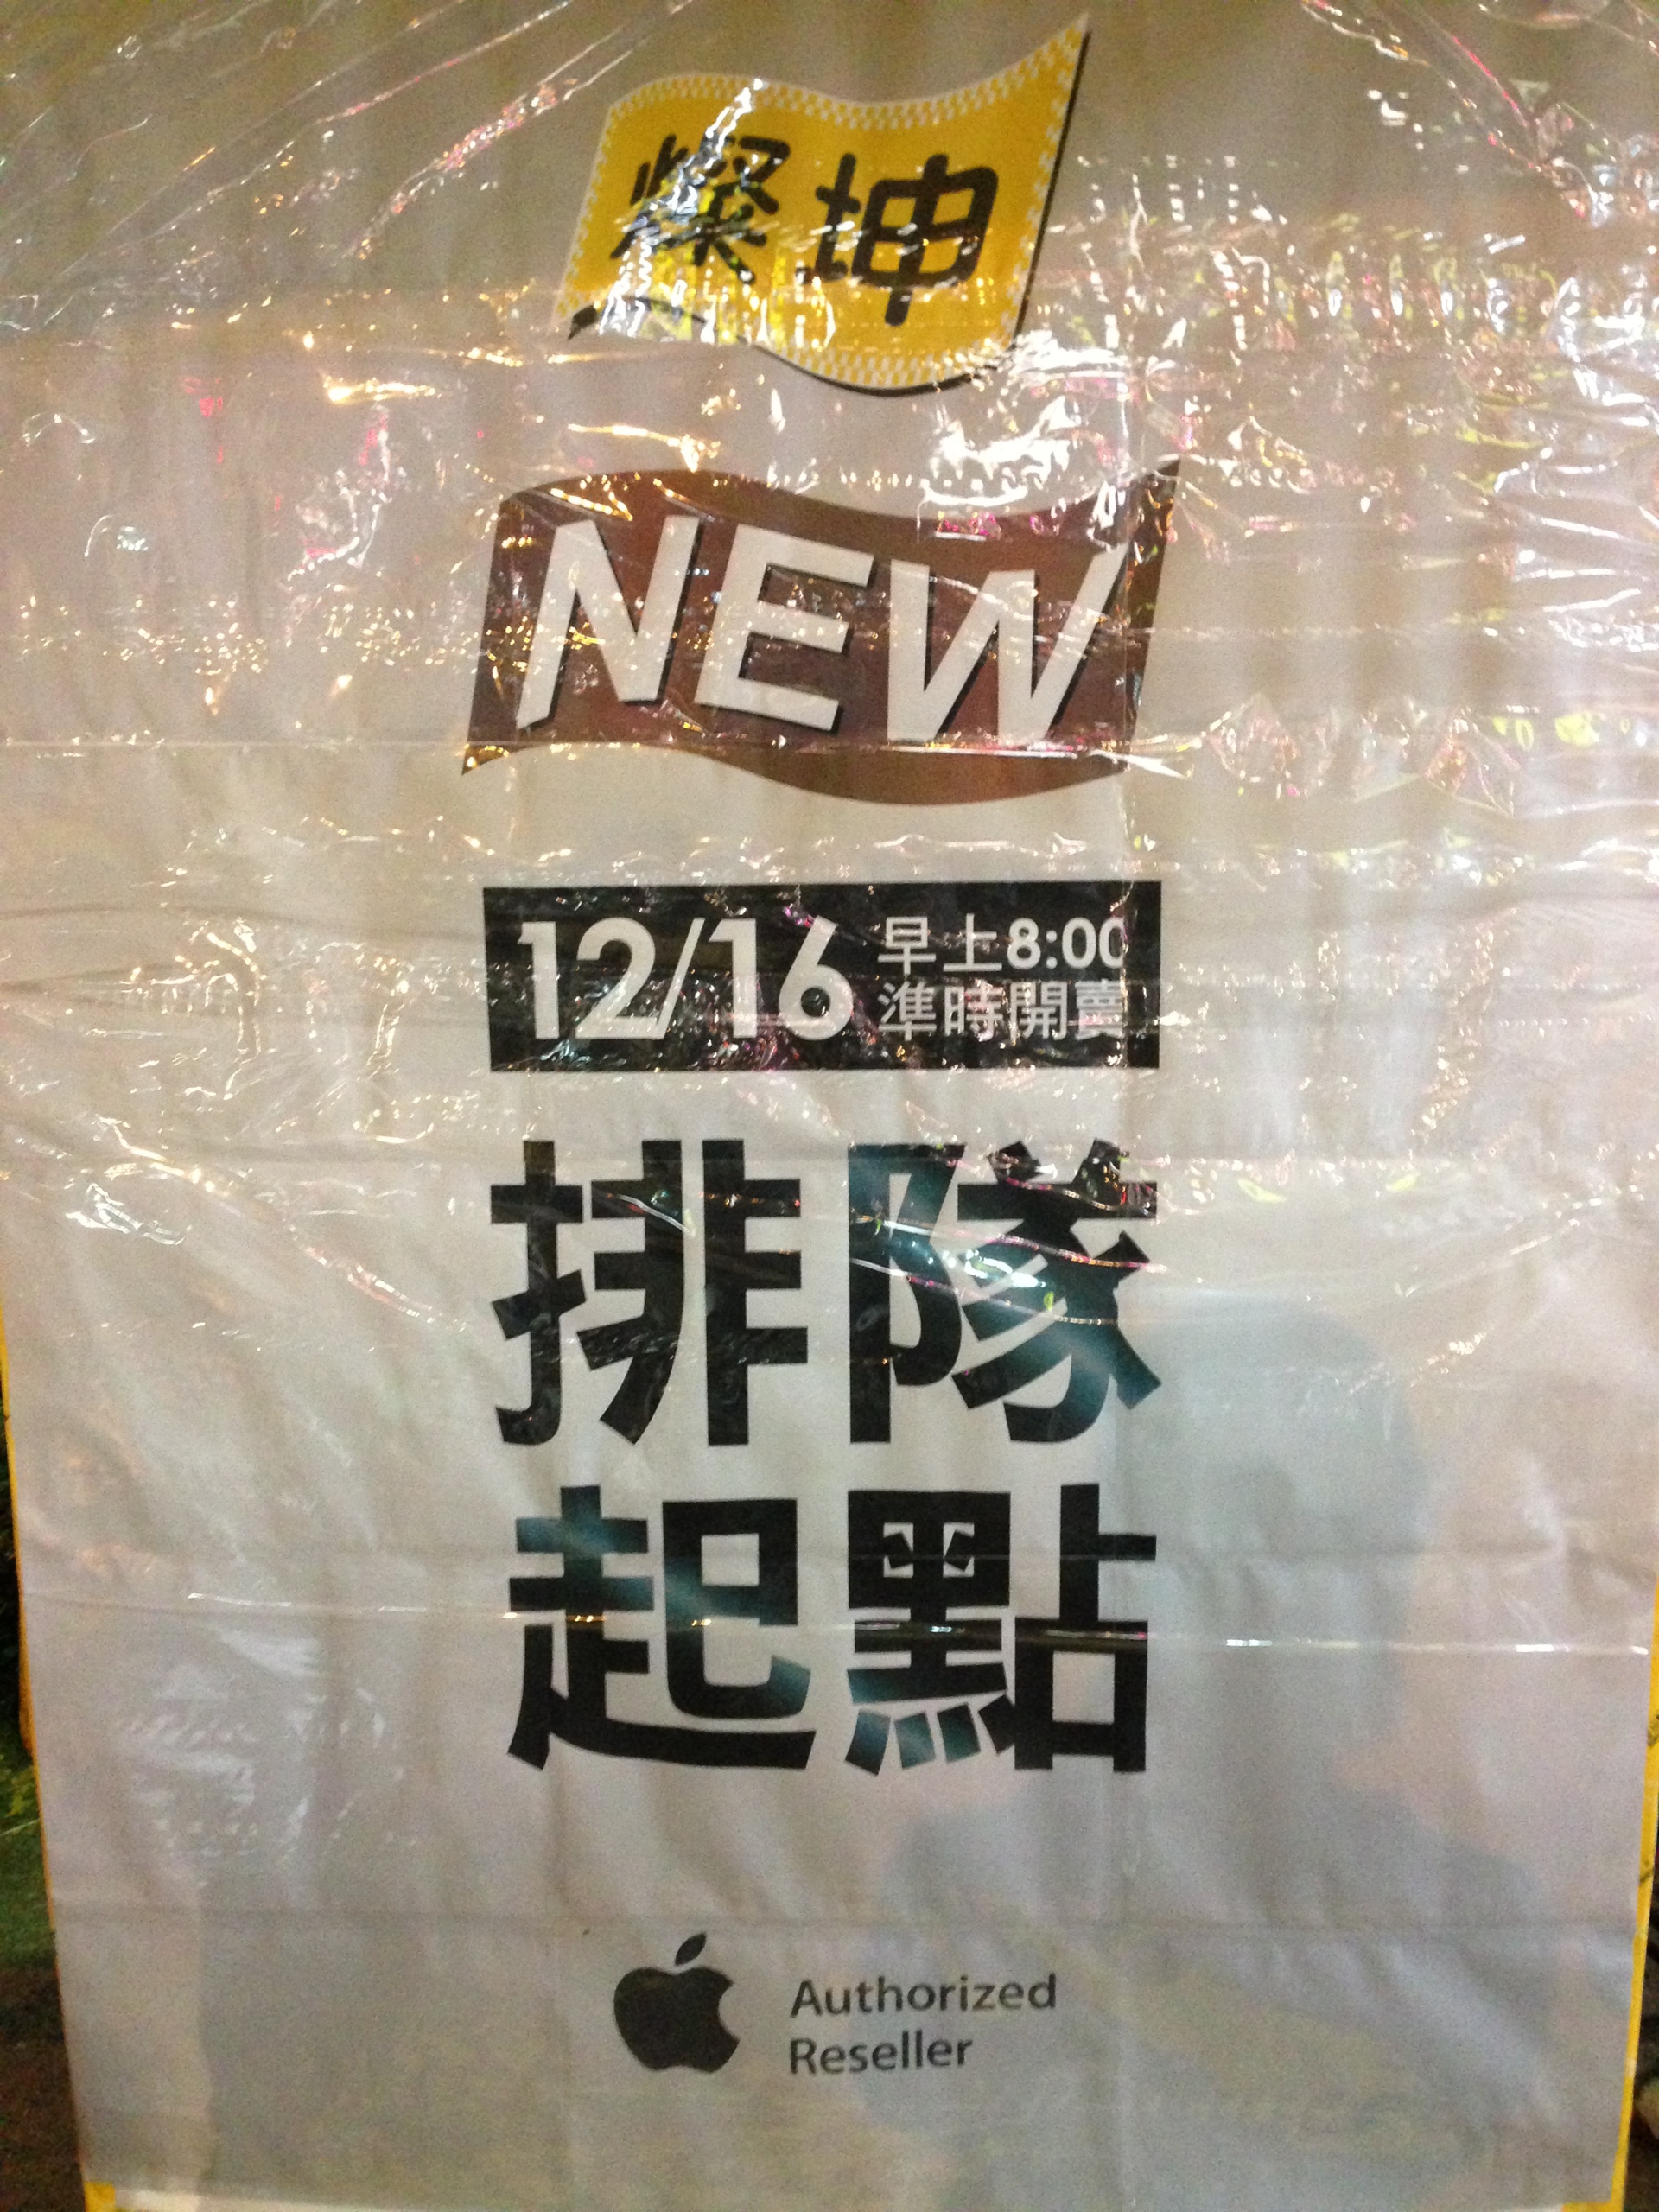 燦坤
NEW
12/16 早上8:00
準時開賣
排隊
起點
Authorized
Reseller